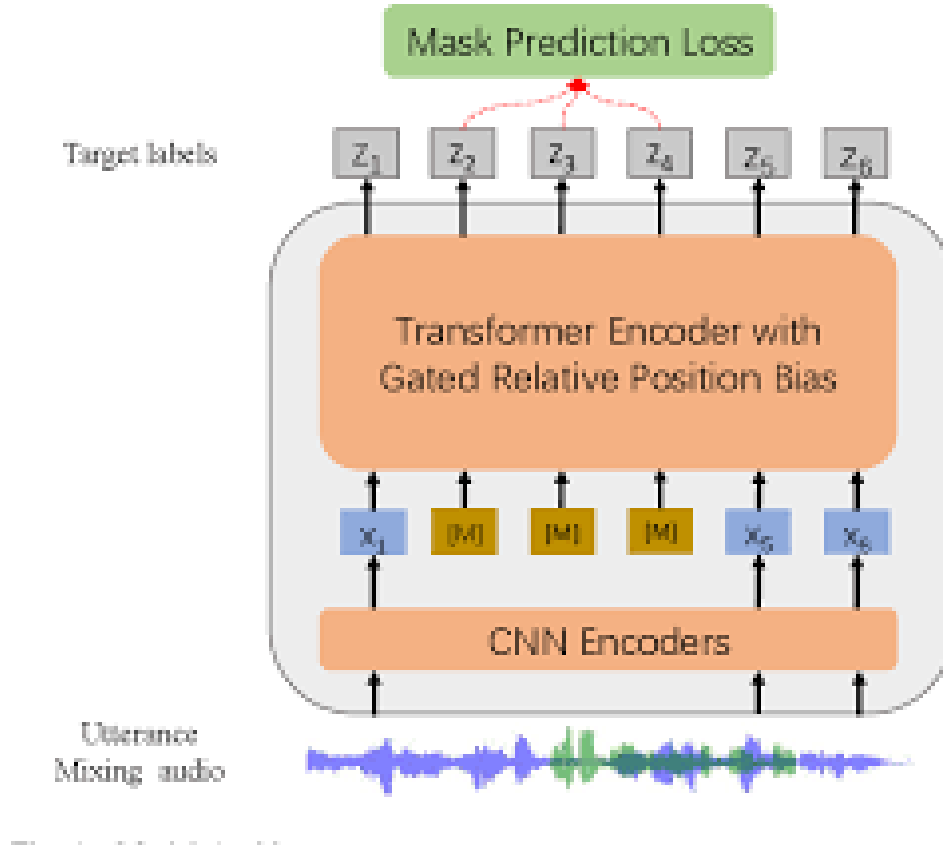 Mask Prediction Loss
Target labels
Z1 Z2 Z3 Z4 Z5 Z6
Transformer Encoder with
Gated Relative Position Bias
X1 [M] [M] [M] X5 X6
CNN Encoders
Utterance
Mixing audio